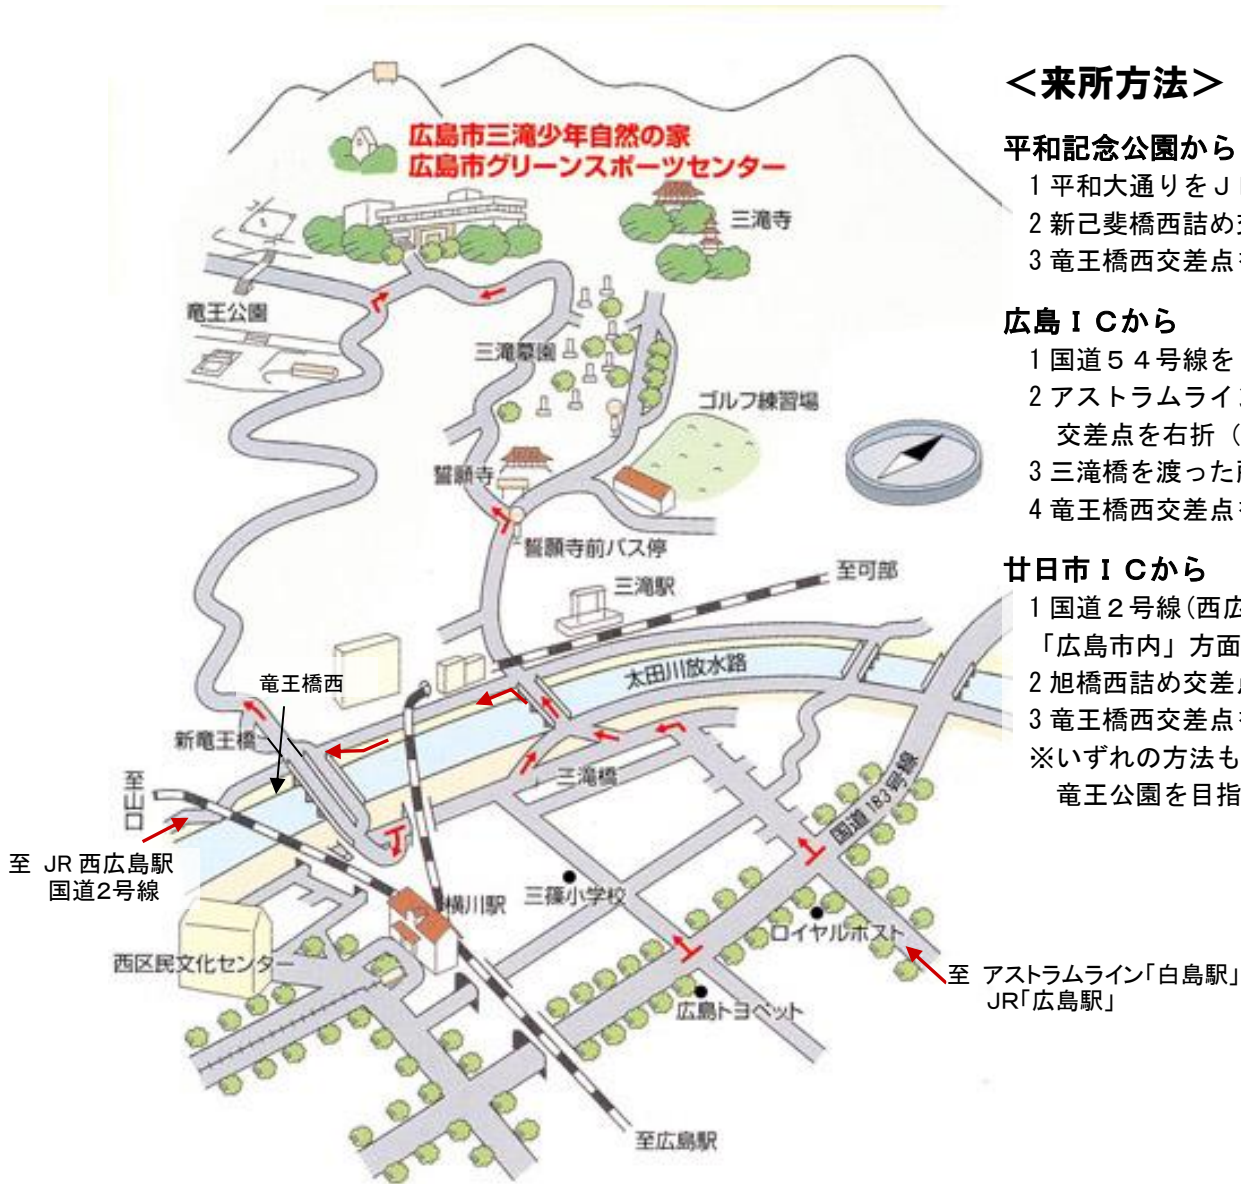 広島市三滝少年自然の家
広島市グリーンスポーツセンター
三滝寺
竜王公園
三滝墓園
ゴルフ練習場
誓願寺
誓願寺前バス停
三滝駅
至可部
太田川放水路
竜王橋西
新竜王橋
至山口
三滝橋
国道183号線
至 JR西広島駅
国道2号線
横川駅
三篠小学校
ロイヤルホスト
西区民文化センター
広島トヨペット
至 アストラムライン「白島駅」
JR「広島駅」
至広島駅
＜来所方法＞
平和記念公園から
1 平和大通りをＪ
2 新己斐橋西詰め
3 竜王橋西交差点
広島ＩＣから
1 国道５４号線を
2 アストラムライ
交差点を右折（
3 三滝橋を渡った
4 竜王橋西交差点
廿日市ＩＣから
1 国道２号線(西広
「広島市内」方面
2 旭橋西詰め交差
3 竜王橋西交差点
※いずれの方法も
竜王公園を目指